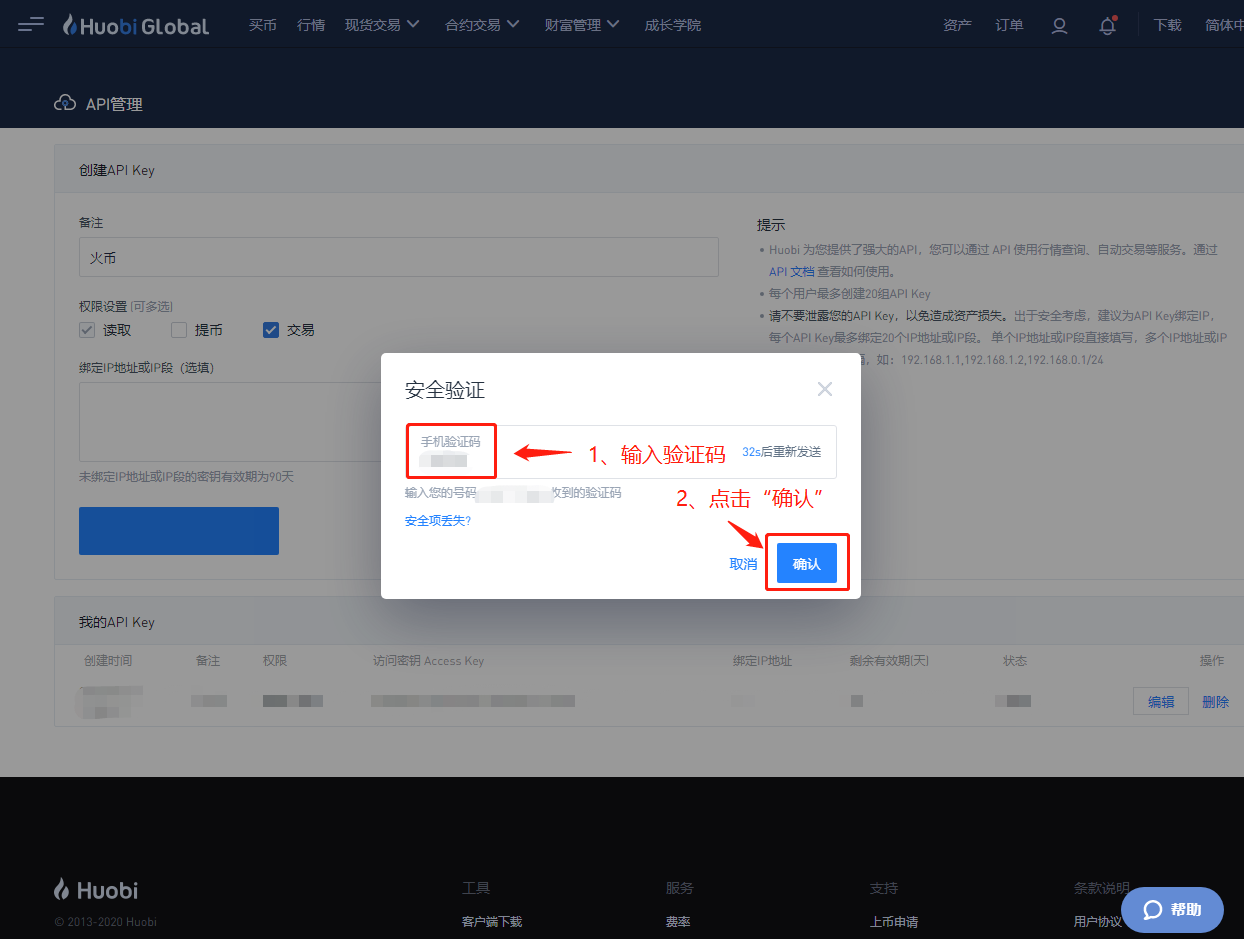 Huobi Global 买币 行情 现货交易 合约交易 财富管理 成长学院 资产 订单 下载 简体中
API管理
创建API Key
备注
火币
权限设置 [可多选]
读取 提币 交易
绑定IP地址或IP段（选填）
未绑定IP地址或IP段的密钥有效期为90天
提示
Huobi 为您提供了强大的API，您可以通过 API 使用行情查询、自动交易等服务。通过
API 文档 查看如何使用。
每个用户最多创建20组API Key
请不要泄露您的API Key，以免造成资产损失。出于安全考虑，建议为API Key绑定IP，
每个API Key最多绑定20个IP地址或IP段。 单个IP地址或IP段直接填写，多个IP地址或IP
，如：192.168.1.1,192.168.1.2,192.168.0.1/24
安全验证
手机验证码
1、输入验证码
32s后重新发送
输入您的号码 收到的验证码
2、点击“确认”
安全项丢失?
取消 确认
我的API Key
创建时间 备注 权限 访问密钥 Access Key 绑定IP地址 剩余有效期[天] 状态 操作
编辑 删除
Huobi 工具 服务 支持 条款说明
© 2013-2020 Huobi 客户端下载 费率 上币申请 用户协议
帮助